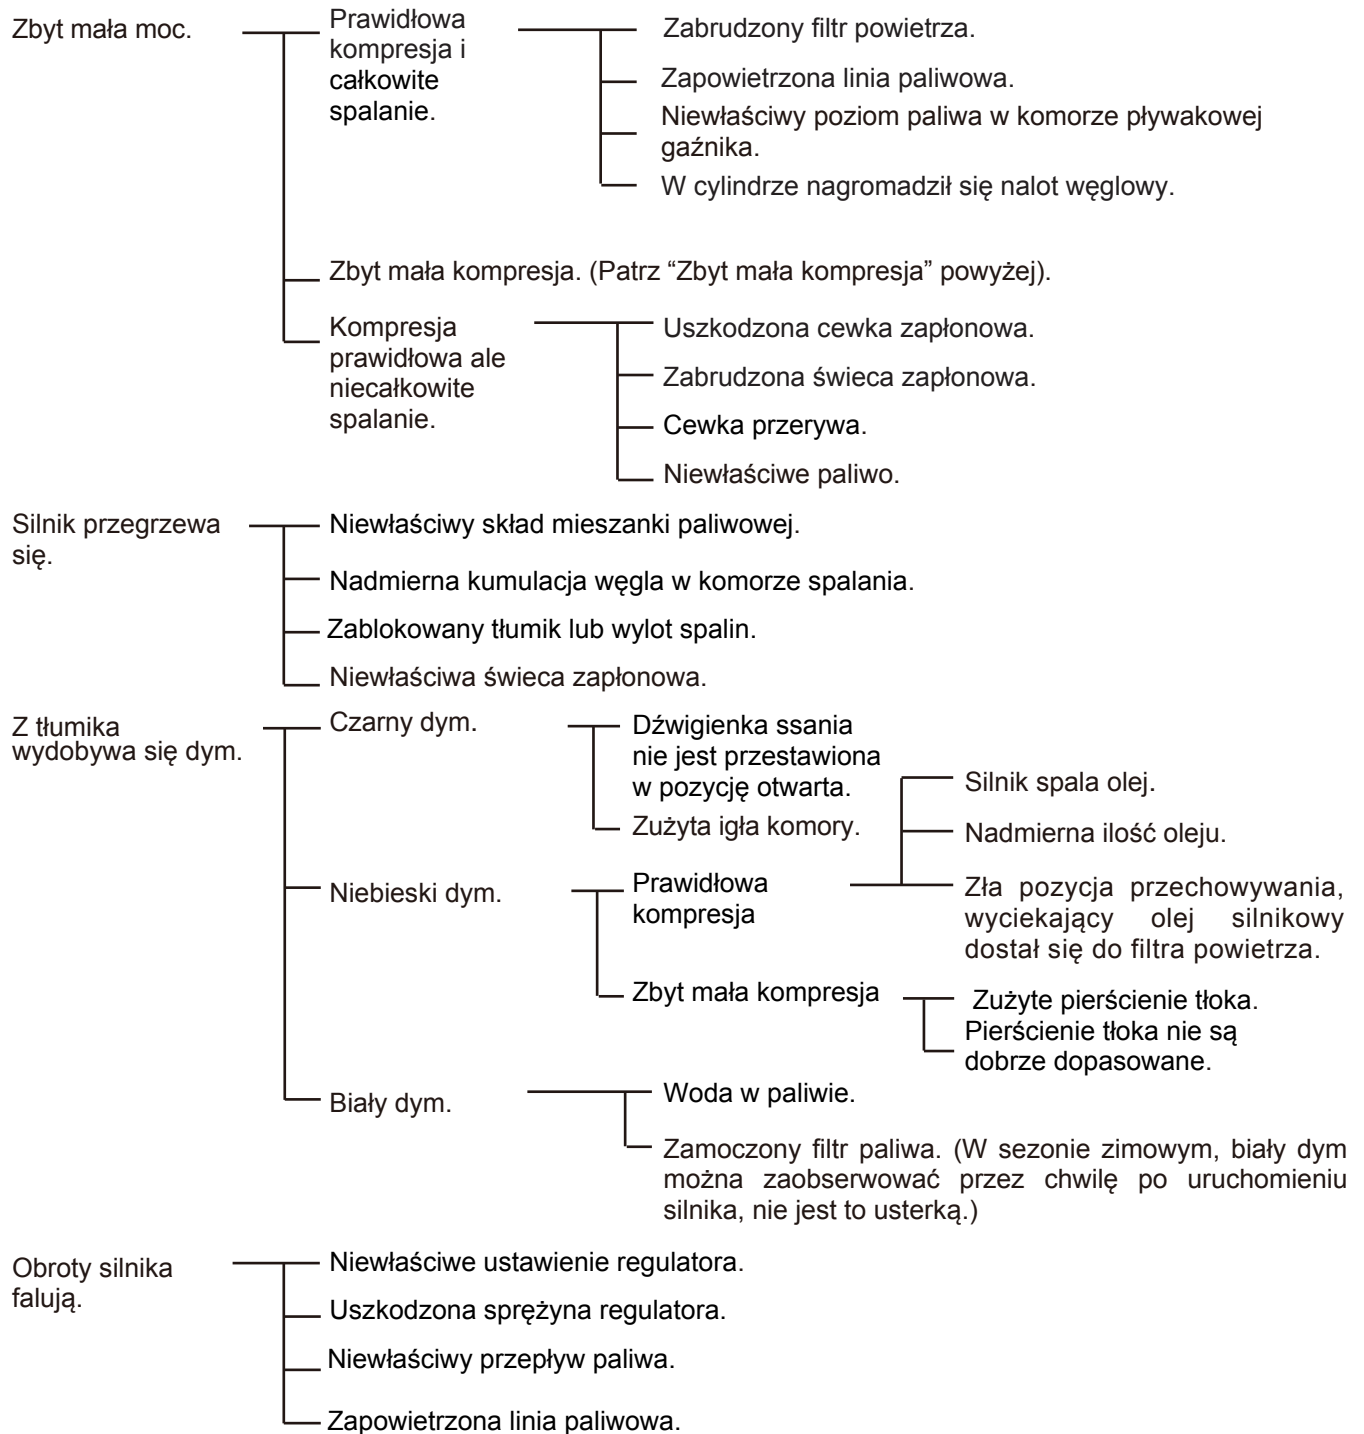 Zbyt mała moc.
Prawidłowa
kompresja i
całkowite
spalanie.
Zabrudzony filtr powietrza.
Zapowietrzona linia paliwowa.
Niewłaściwy poziom paliwa w komorze pływakowej
gaźnika.
W cylindrze nagromadził się nalot węglowy.
Zbyt mała kompresja. (Patrz “Zbyt mała kompresja” powyżej).
Kompresja
prawidłowa ale
niecałkowite
spalanie.
Uszkodzona cewka zapłonowa.
Zabrudzona świeca zapłonowa.
Cewka przerywa.
Niewłaściwe paliwo.
Silnik przegrzewa
się.
Niewłaściwy skład mieszanki paliwowej.
Nadmierna kumulacja węgla w komorze spalania.
Zablokowany tłumik lub wylot spalin.
Niewłaściwa świeca zapłonowa.
Z tłumika
wydobywa się dym.
Czarny dym.
Dźwigienka ssania
nie jest przestawiona
w pozycję otwarta.
Zużyta igła komory.
Niebieski dym.
Prawidłowa
kompresja
Silnik spala olej.
Nadmierna ilość oleju.
Zła pozycja przechowywania,
wyciekający olej silnikowy
dostał się do filtra powietrza.
Zbyt mała kompresja
Zużyte pierścienie tłoka.
Pierścienie tłoka nie są
dobrze dopasowane.
Biały dym.
Woda w paliwie.
Zamoczony filtr paliwa. (W sezonie zimowym, biały dym
można zaobserwować przez chwilę po uruchomieniu
silnika, nie jest to usterką.)
Obroty silnika
falują.
Niewłaściwe ustawienie regulatora.
Uszkodzona sprężyna regulatora.
Niewłaściwy przepływ paliwa.
Zapowietrzona linia paliwowa.